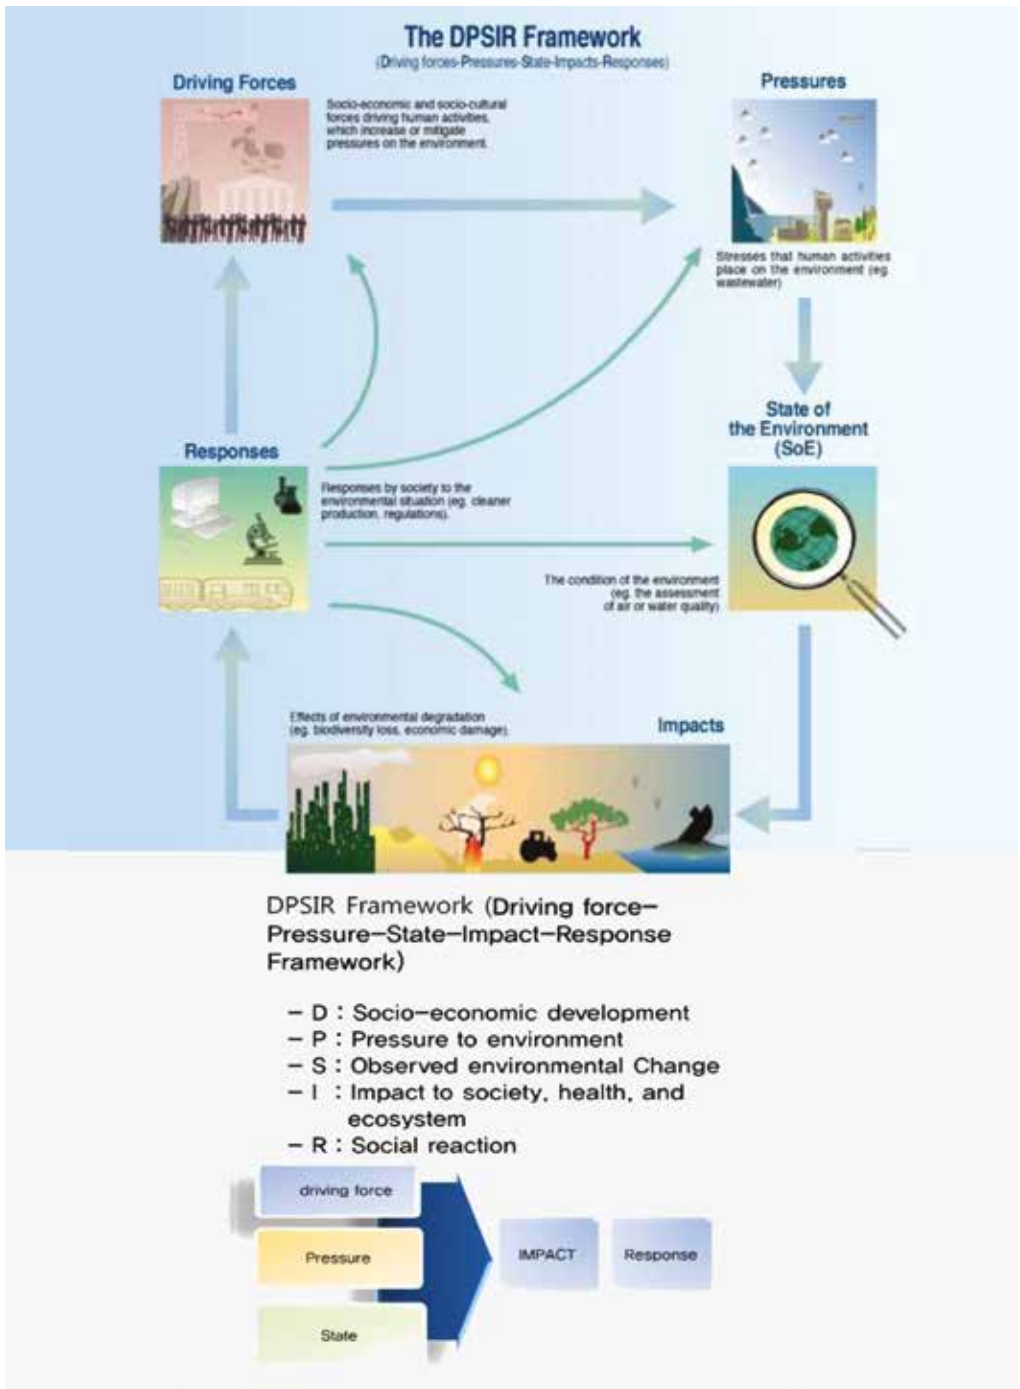 The DPSIR Framework
(Driving forces-Pressures-State-Impacts-Responses)
Driving Forces
Socio-economic and socio-cultural
forces driving human activities,
which increase or mitigate
pressures on the environment.
Pressures
Stresses that human activities
place on the environment (eg.
wastewater)
State of
the Environment
(SoE)
Responses
Responses by society to the
environmental situation (eg. cleaner
production, regulations).
The condition of the environment
(eg. the assessment
of air or water quality)
Effects of environmental degradation
(eg. biodiversity loss, economic damage).
Impacts
DPSIR Framework (Driving force–
Pressure–State–Impact–Response
Framework)
– D : Socio–economic development
– P : Pressure to environment
– S : Observed environmental Change
– I : Impact to society, health, and
ecosystem
– R : Social reaction
driving force
Pressure
State
IMPACT
Response